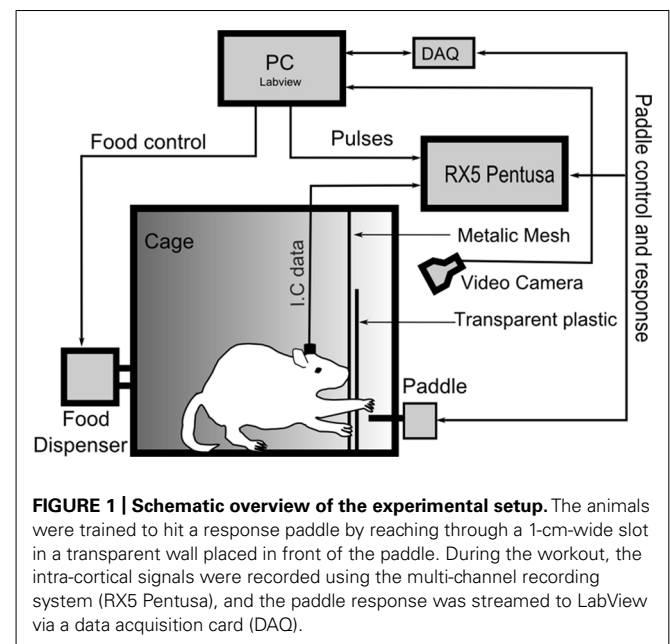 PC
Labview
DAQ
Food control
Pulses
RX5 Pentusa
Paddle control and response
Cage
I.C data
Metalic Mesh
Video Camera
Transparent plastic
Paddle
Food
Dispenser
FIGURE 1 | Schematic overview of the experimental setup. The animals
were trained to hit a response paddle by reaching through a 1-cm-wide slot
in a transparent wall placed in front of the paddle. During the workout, the
intra-cortical signals were recorded using the multi-channel recording
system (RX5 Pentusa), and the paddle response was streamed to LabView
via a data acquisition card (DAQ).